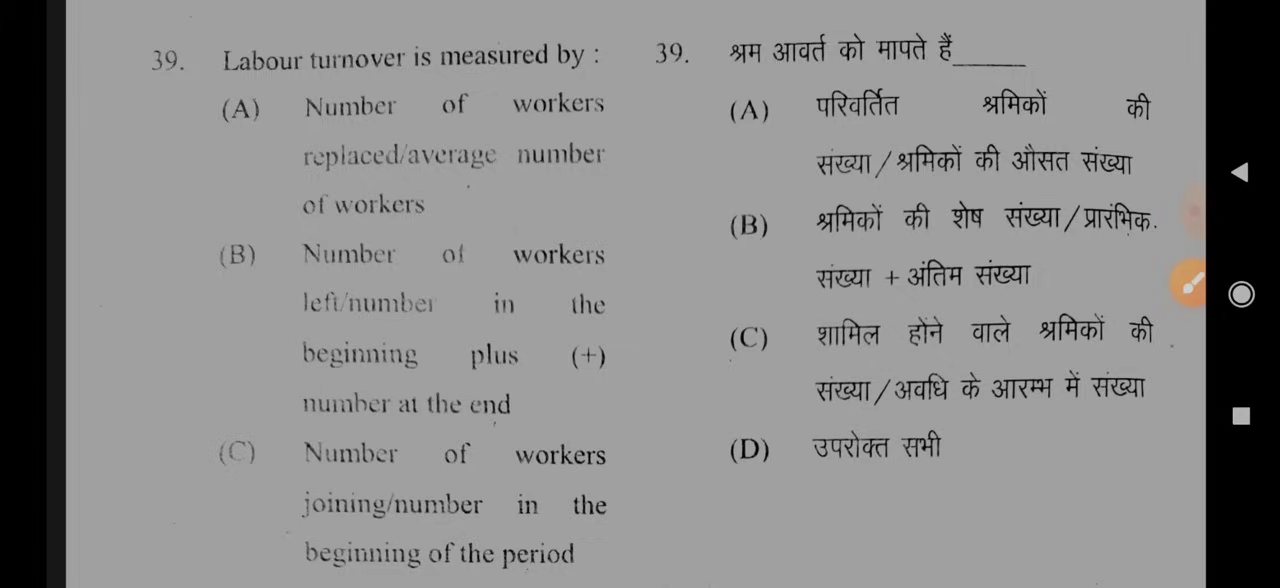 39. Labour turnover is measured by :
(A) Number of workers
replaced/average number
of workers
(B) Number of workers
left/number in the
beginning plus (+)
number at the end
(C) Number of workers
joining/number in the
beginning of the period
39. श्रम आवर्त को मापते हैं______
(A) परिवर्तित श्रमिकों की
संख्या/श्रमिकों की औसत संख्या
(B) श्रमिकों की शेष संख्या/प्रारंभिक
संख्या + अंतिम संख्या
(C) शामिल होंने वाले श्रमिकों की
संख्या/अवधि के आरम्भ में संख्या
(D) उपरोक्त सभी